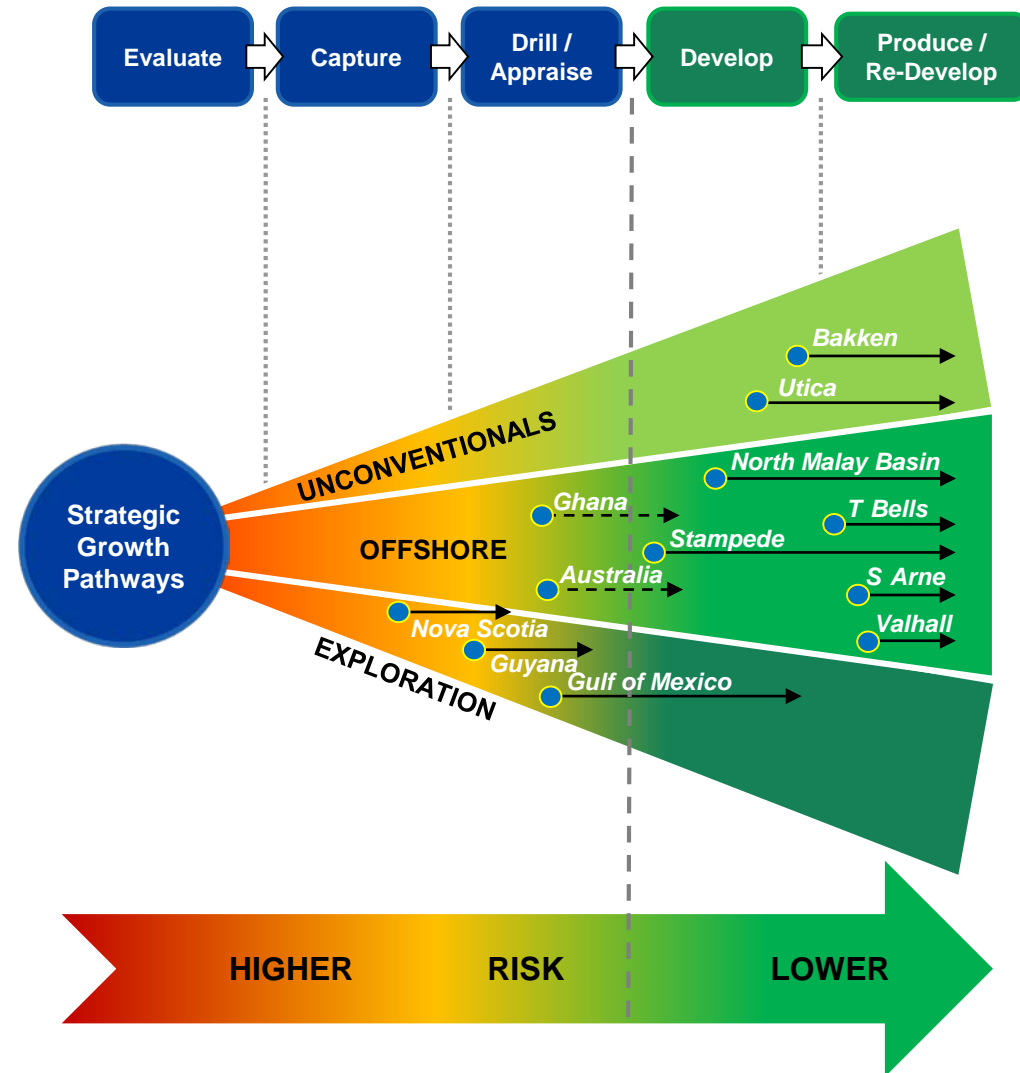 Evaluate
Capture
Drill /
Appraise
Develop
Produce /
Re-Develop
Bakken
Utica
UNCONVENTIONALS
North Malay Basin
Ghana
T Bells
Strategic
Growth
Pathways
OFFSHORE
Stampede
Australia
S Arne
Nova Scotia
Valhall
EXPLORATION
Guyana
Gulf of Mexico
HIGHER
RISK
LOWER